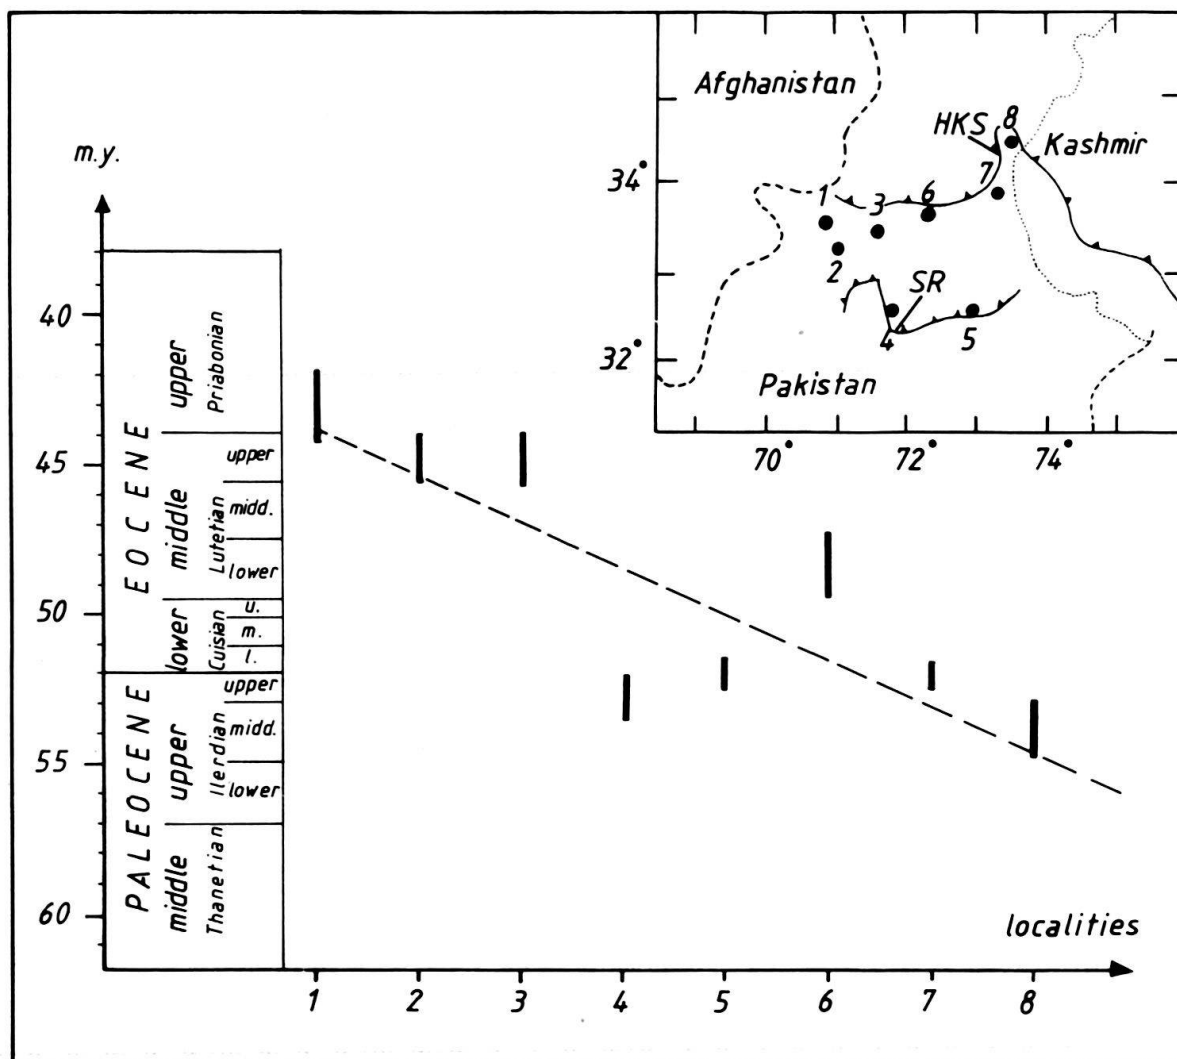 m.y.
40
45
50
55
60
EOCENE
PALEOCENE
upper
middle
lower
upper
middle
Priabonian
Lutetian
Cuisian
Ilerdian
Thanetian
upper
midd.
lower
u.
m.
l.
upper
midd.
lower
localities
1 2 3 4 5 6 7 8
Afghanistan
HKS
8
Kashmir
34°
7
1
3
6
2
SR
4
5
32°
Pakistan
70° 72° 74°